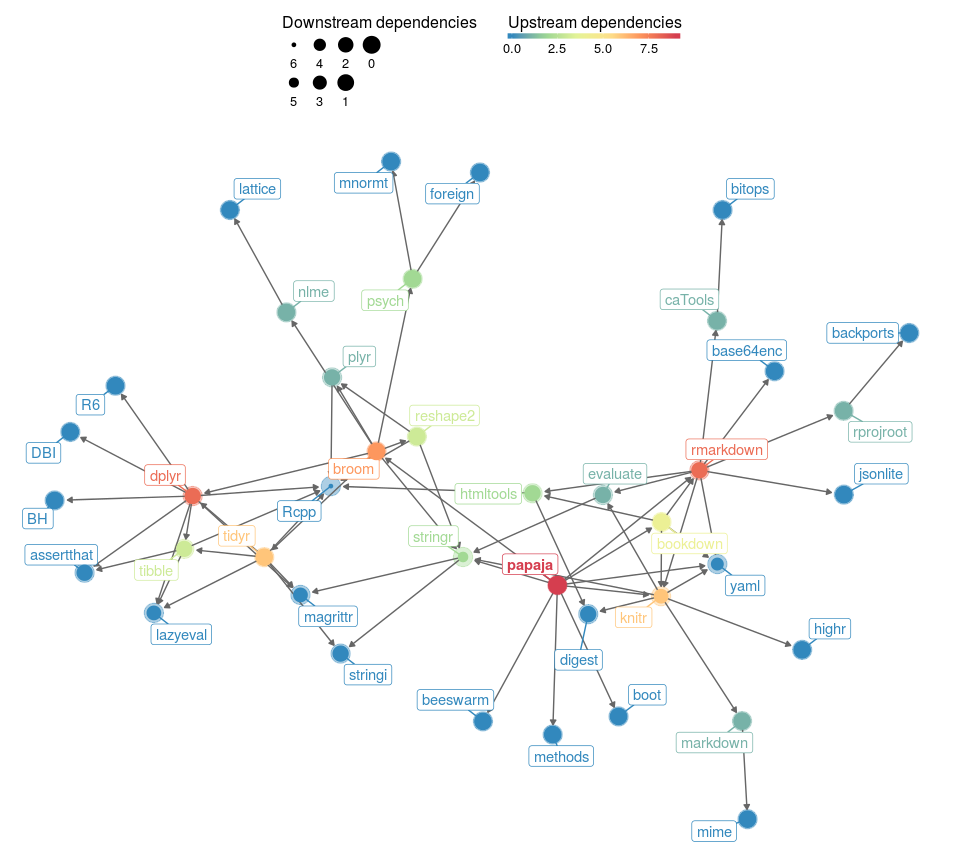 Downstream dependencies
Upstream dependencies
6 4 2 0
0.0 2.5 5.0 7.5
5 3 1
mnormt
lattice
foreign
bitops
nlme
psych
caTools
backports
plyr
base64enc
R6
reshape2
rprojroot
DBI
broom
rmarkdown
dplyr
evaluate
jsonlite
htmltools
BH
Rcpp
tidyr
stringr
bookdown
assertthat
tibble
papaja
yaml
magrittr
knitr
lazyeval
highr
digest
stringi
boot
beeswarm
markdown
methods
mime